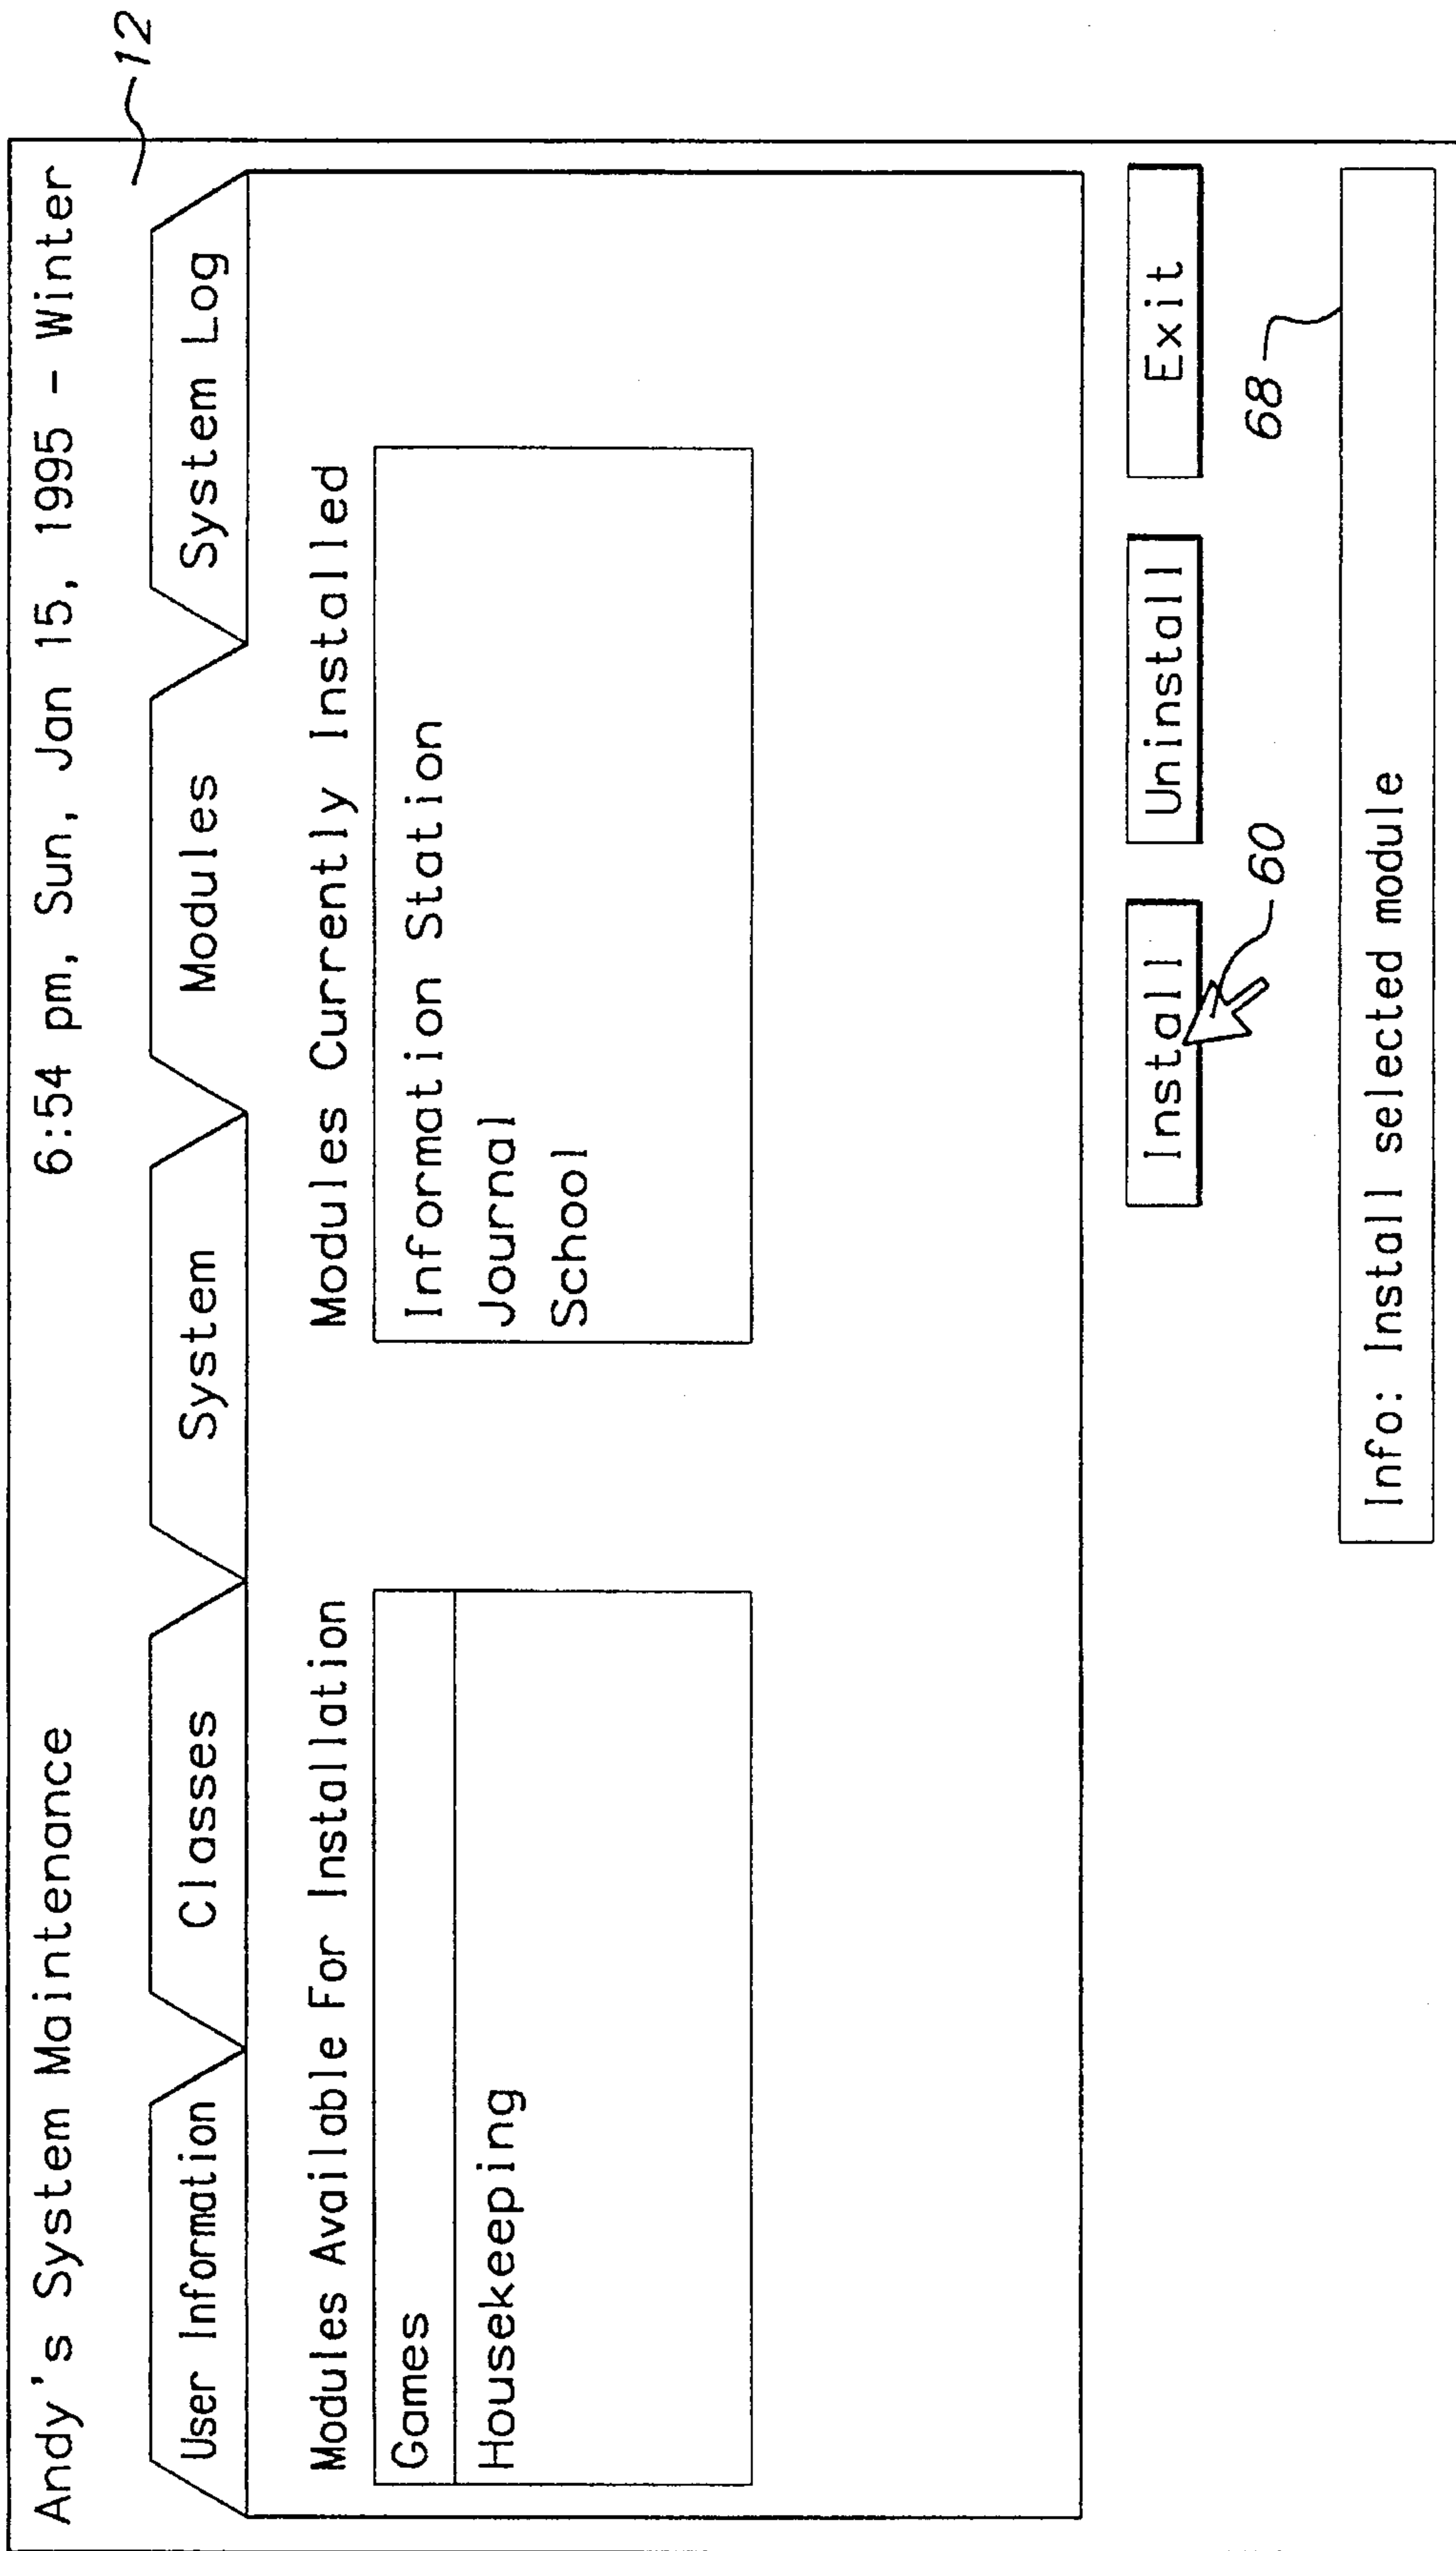 Andy's System Maintenance 6:54 pm, Sun, Jan 15, 1995 - Winter
12
User Information Classes System Modules System Log
Modules Available For Installation Modules Currently Installed
Games Information Station
Housekeeping Journal
School
Install Uninstall Exit
60
68
Info: Install selected module